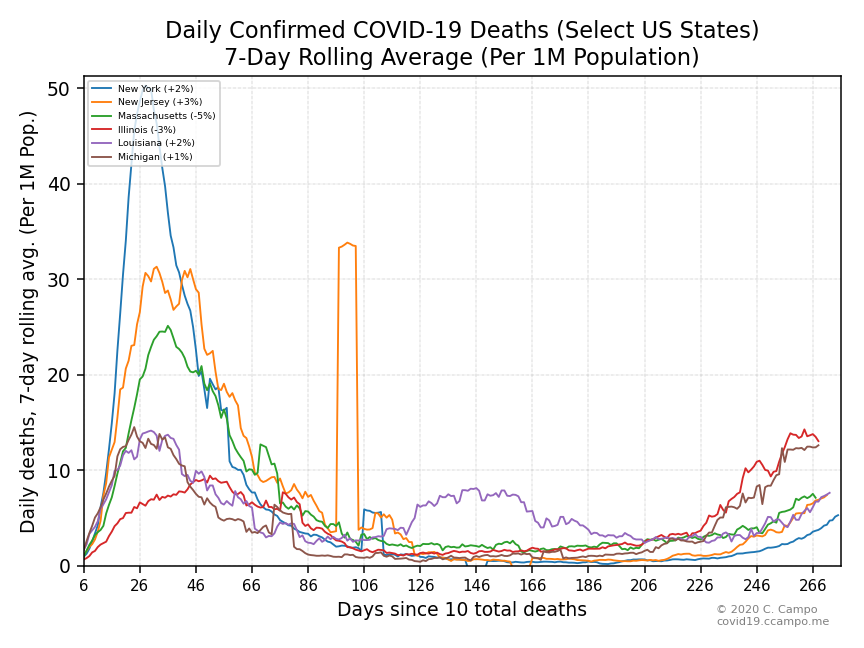 Daily Confirmed COVID-19 Deaths (Select US States)
7-Day Rolling Average (Per 1M Population)
Daily deaths, 7-day rolling avg. (Per 1M Pop.)
50
40
30
20
10
0
New York (+2%)
New Jersey (+3%)
Massachusetts (-5%)
Illinois (-3%)
Louisiana (+2%)
Michigan (+1%)
6 26 46 66 86 106 126 146 166 186 206 226 246 266
Days since 10 total deaths
© 2020 C. Campo
covid19.ccampo.me